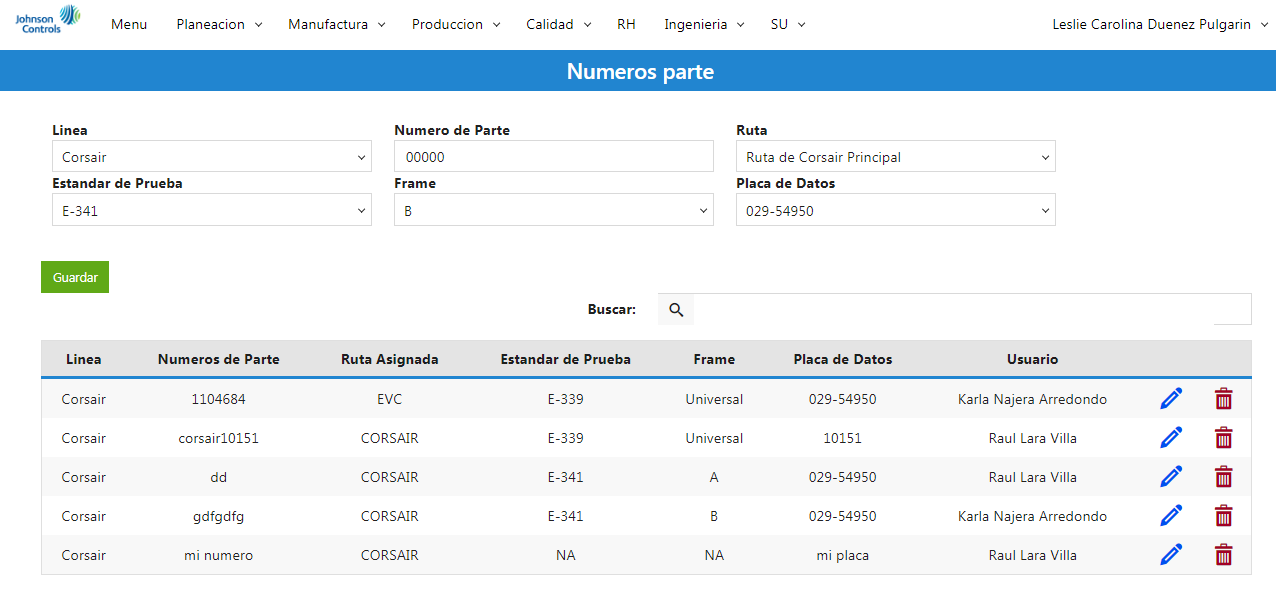 Johnson Controls Menu Planeacion Manufactura Produccion Calidad RH Ingenieria SU Leslie Carolina Duenez Pulgarin
Numeros parte
Linea Numero de Parte Ruta
Corsair 00000 Ruta de Corsair Principal
Estandar de Prueba Frame Placa de Datos
E-341 B 029-54950
Guardar
Buscar:
Linea Numeros de Parte Ruta Asignada Estandar de Prueba Frame Placa de Datos Usuario
Corsair 1104684 EVC E-339 Universal 029-54950 Karla Najera Arredondo
Corsair corsair10151 CORSAIR E-339 Universal 10151 Raul Lara Villa
Corsair dd CORSAIR E-341 A 029-54950 Raul Lara Villa
Corsair gdfgdfg CORSAIR E-341 B 029-54950 Karla Najera Arredondo
Corsair mi numero CORSAIR NA NA mi placa Raul Lara Villa